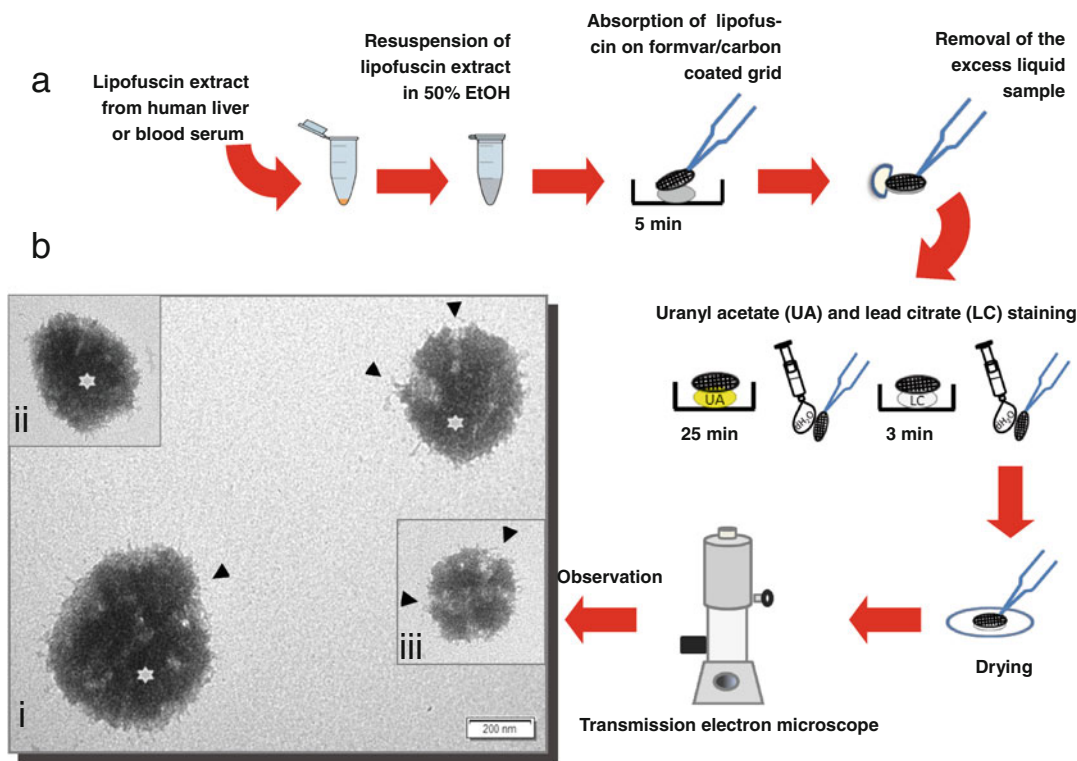 a
Lipofuscin extract
from human liver
or blood serum
Resuspension of
lipofuscin extract
in 50% EtOH
Absorption of lipofus-
cin on formvar/carbon
coated grid
5 min
Removal of the
excess liquid
sample
Uranyl acetate (UA) and lead citrate (LC) staining
UA
25 min
dH₂O
LC
3 min
dH₂O
Drying
Transmission electron microscope
Observation
b
ii
iii
i
200 nm